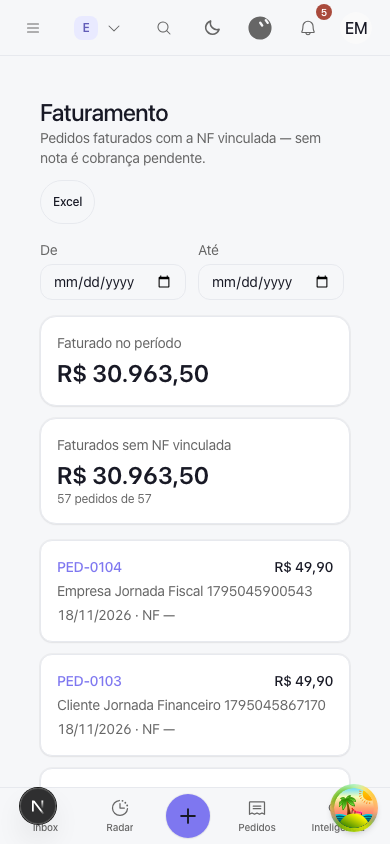 E
5
EM
Faturamento
Pedidos faturados com a NF vinculada — sem
nota é cobrança pendente.
Excel
De
Até
mm/dd/yyyy
mm/dd/yyyy
Faturado no período
R$ 30.963,50
Faturados sem NF vinculada
R$ 30.963,50
57 pedidos de 57
PED-0104
R$ 49,90
Empresa Jornada Fiscal 1795045900543
18/11/2026 · NF —
PED-0103
R$ 49,90
Cliente Jornada Financeiro 1795045867170
18/11/2026 · NF —
N
Inbox
Radar
Pedidos